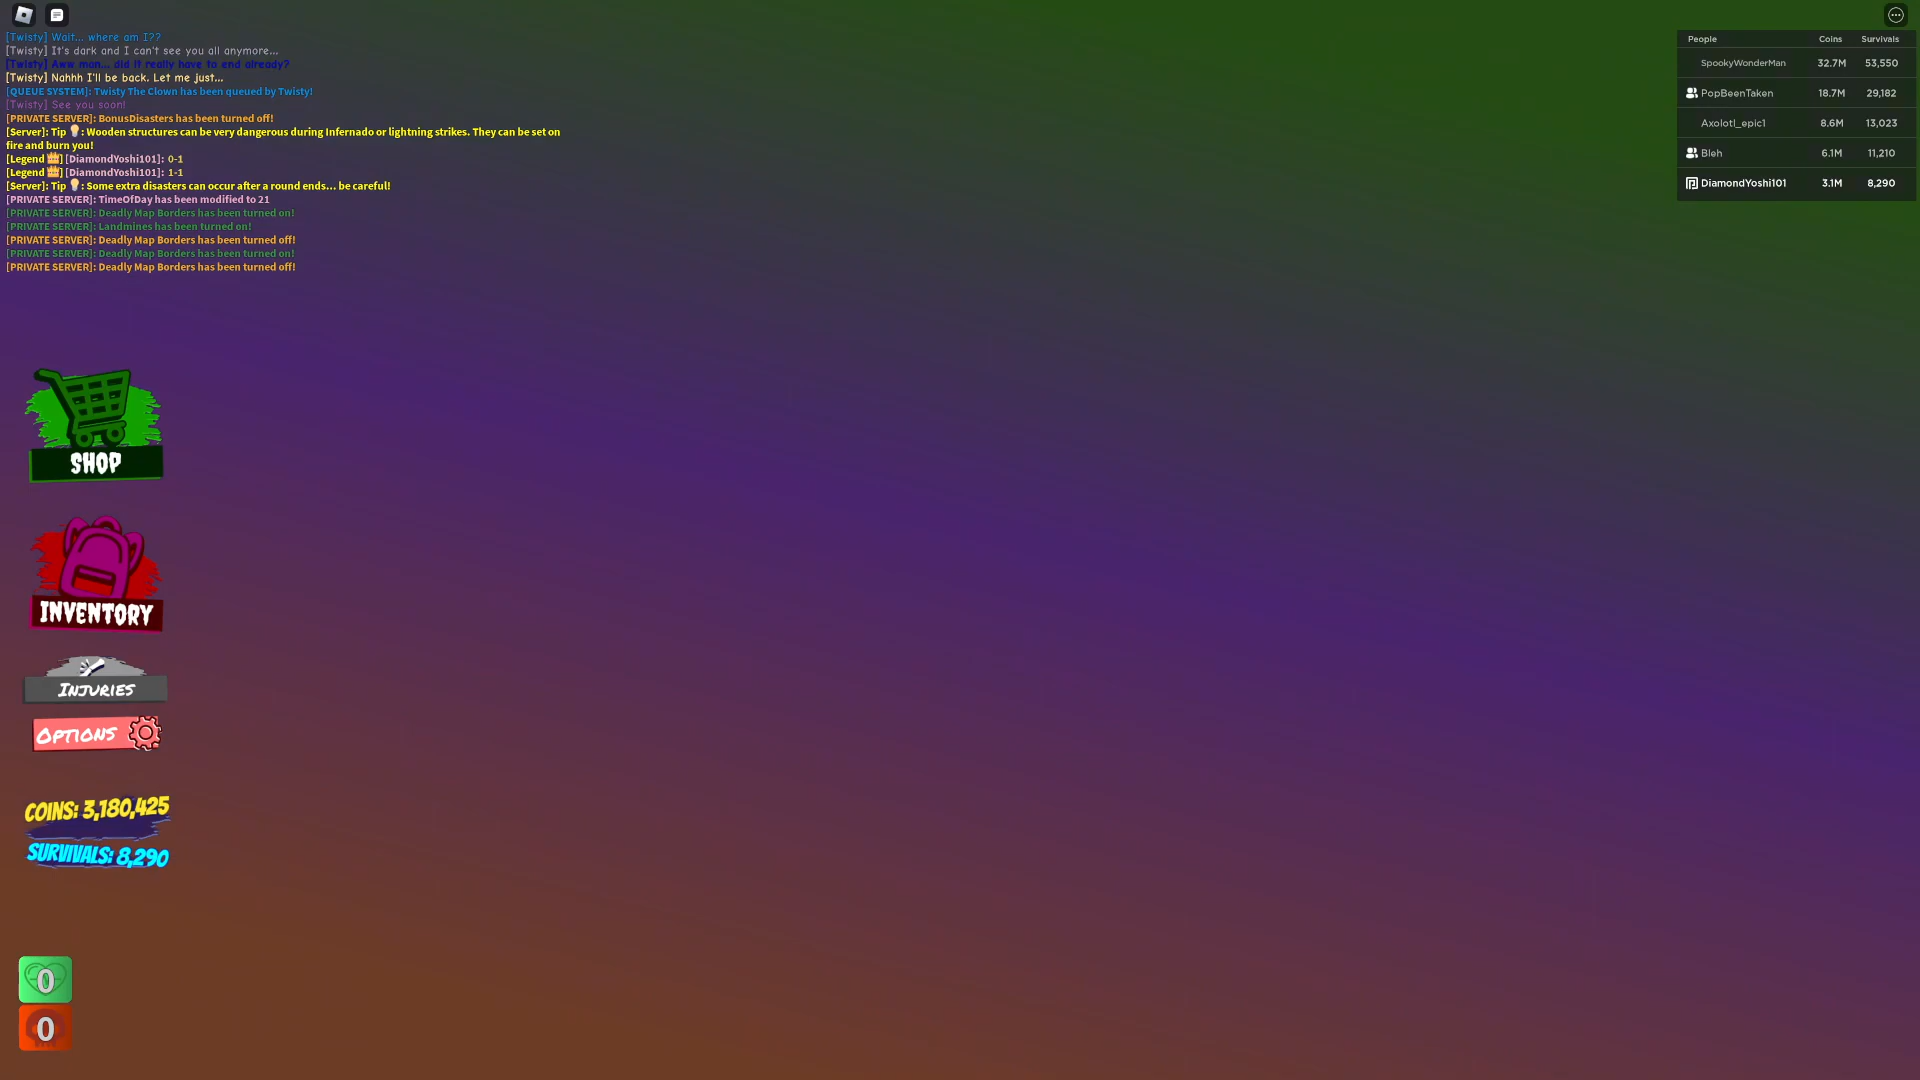 [Twisty] Wait... where am I??
[Twisty] It's dark and I can't see you all anymore...
[Twisty] Aww man... did it really have to end already?
[Twisty] Nahhh I'll be back. Let me just...
[QUEUE SYSTEM]: Twisty The Clown has been queued by Twisty!
[Twisty] See you soon!
[PRIVATE SERVER]: BonusDisasters has been turned off!
[Server]: Tip 💡: Wooden structures can be very dangerous during Infernado or lightning strikes. They can be set on
fire and burn you!
[Legend 👑] [DiamondYoshi101]: 0-1
[Legend 👑] [DiamondYoshi101]: 1-1
[Server]: Tip 💡: Some extra disasters can occur after a round ends... be careful!
[PRIVATE SERVER]: TimeOfDay has been modified to 21
[PRIVATE SERVER]: Deadly Map Borders has been turned on!
[PRIVATE SERVER]: Landmines has been turned on!
[PRIVATE SERVER]: Deadly Map Borders has been turned off!
[PRIVATE SERVER]: Deadly Map Borders has been turned on!
[PRIVATE SERVER]: Deadly Map Borders has been turned off!
People Coins Survivals
SpookyWonderMan 32.7M 53,550
PopBeenTaken 18.7M 29,182
Axolotl_epic1 8.6M 13,023
Bleh 6.1M 11,210
DiamondYoshi101 3.1M 8,290
SHOP
INVENTORY
INJURIES
OPTIONS
COINS: 3,180,425
SURVIVALS: 8,290
0
0